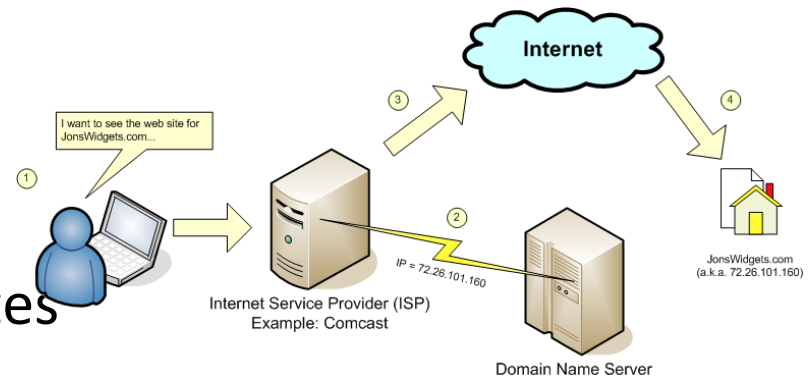 Internet
3
4
I want to see the web site for
JonsWidgets.com...
1
2
IP = 72.26.101.160
JonsWidgets.com
(a.k.a. 72.26.101.160)
Internet Service Provider (ISP)
Example: Comcast
Domain Name Server